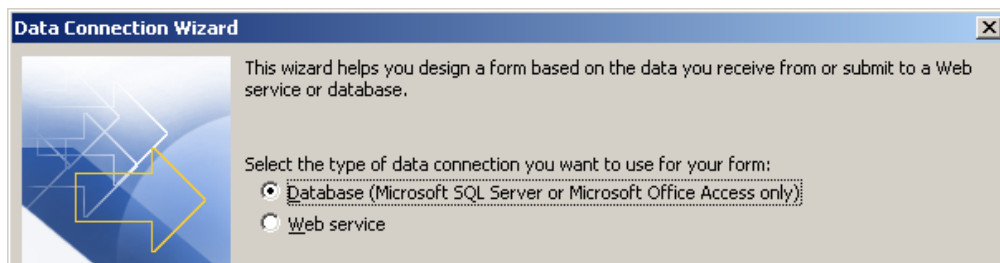 Data Connection Wizard
This wizard helps you design a form based on the data you receive from or submit to a Web
service or database.
Select the type of data connection you want to use for your form:
Database (Microsoft SQL Server or Microsoft Office Access only)
Web service